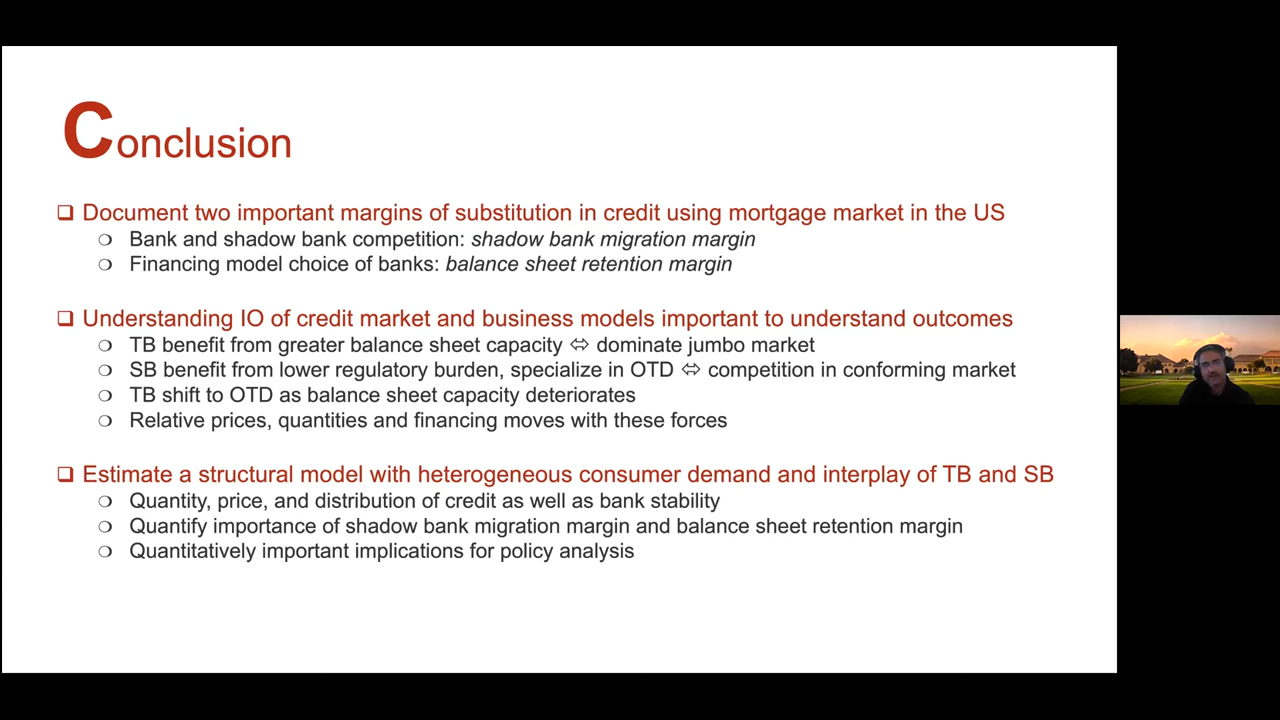 Conclusion
❑ Document two important margins of substitution in credit using mortgage market in the US
❍ Bank and shadow bank competition: shadow bank migration margin
❍ Financing model choice of banks: balance sheet retention margin
❑ Understanding IO of credit market and business models important to understand outcomes
❍ TB benefit from greater balance sheet capacity ⬄ dominate jumbo market
❍ SB benefit from lower regulatory burden, specialize in OTD ⬄ competition in conforming market
❍ TB shift to OTD as balance sheet capacity deteriorates
❍ Relative prices, quantities and financing moves with these forces
❑ Estimate a structural model with heterogeneous consumer demand and interplay of TB and SB
❍ Quantity, price, and distribution of credit as well as bank stability
❍ Quantify importance of shadow bank migration margin and balance sheet retention margin
❍ Quantitatively important implications for policy analysis